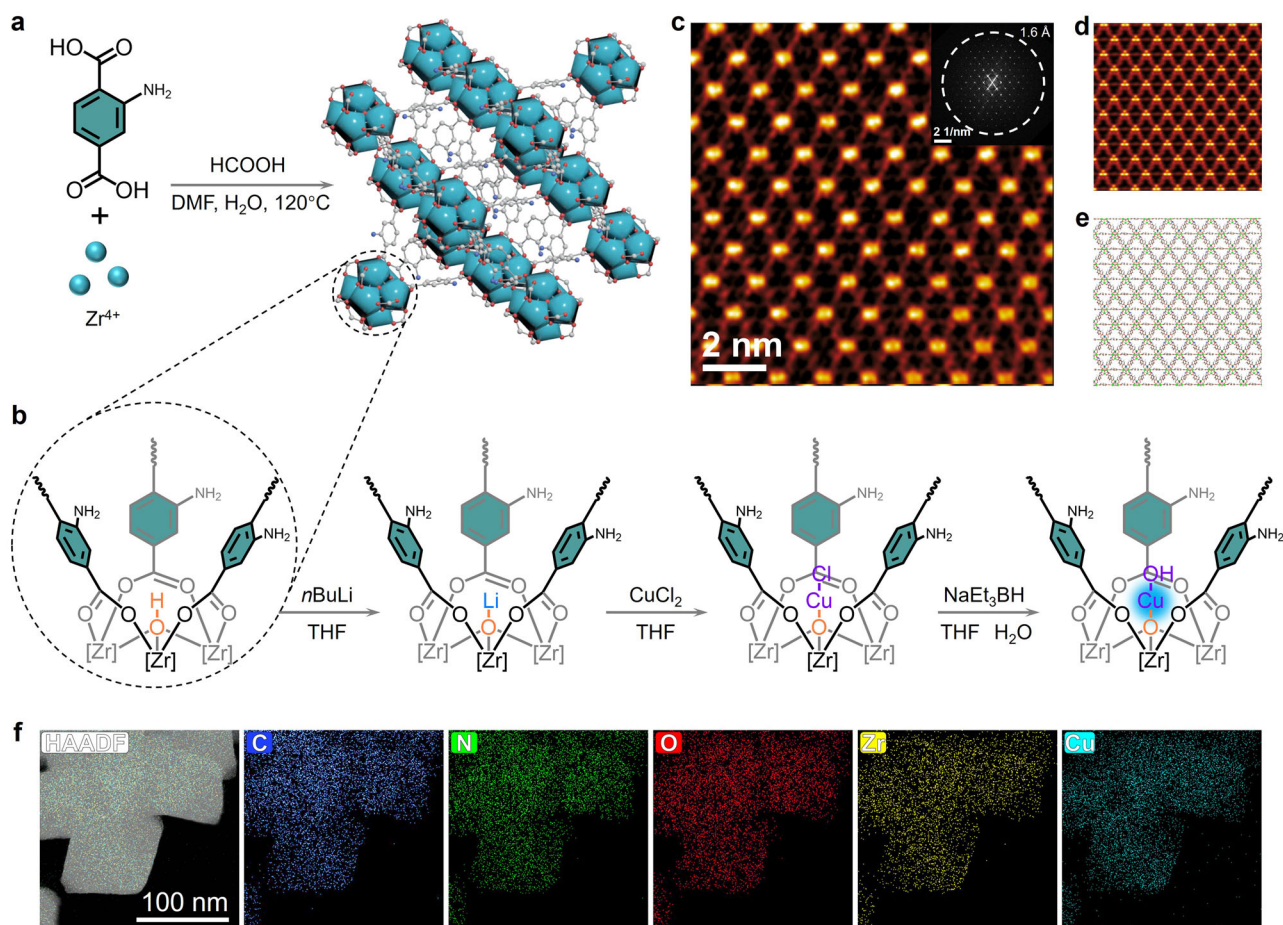 a
HO
O
NH₂
O
OH
+
Zr⁴⁺
HCOOH
DMF, H₂O, 120°C
c
1.6 Å
2 1/nm
2 nm
d
e
b
NH₂
NH₂
NH₂
O
O
O
O
O
O
H
O
[Zr]
[Zr]
[Zr]
nBuLi
THF
NH₂
NH₂
NH₂
O
O
O
O
O
O
Li
O
[Zr]
[Zr]
[Zr]
CuCl₂
THF
NH₂
NH₂
NH₂
O
O
O
O
O
O
Cl
Cu
O
[Zr]
[Zr]
[Zr]
NaEt₃BH
THF H₂O
NH₂
NH₂
NH₂
O
O
O
O
O
O
OH
Cu
O
[Zr]
[Zr]
[Zr]
f
HAADF
C
N
O
Zr
Cu
100 nm